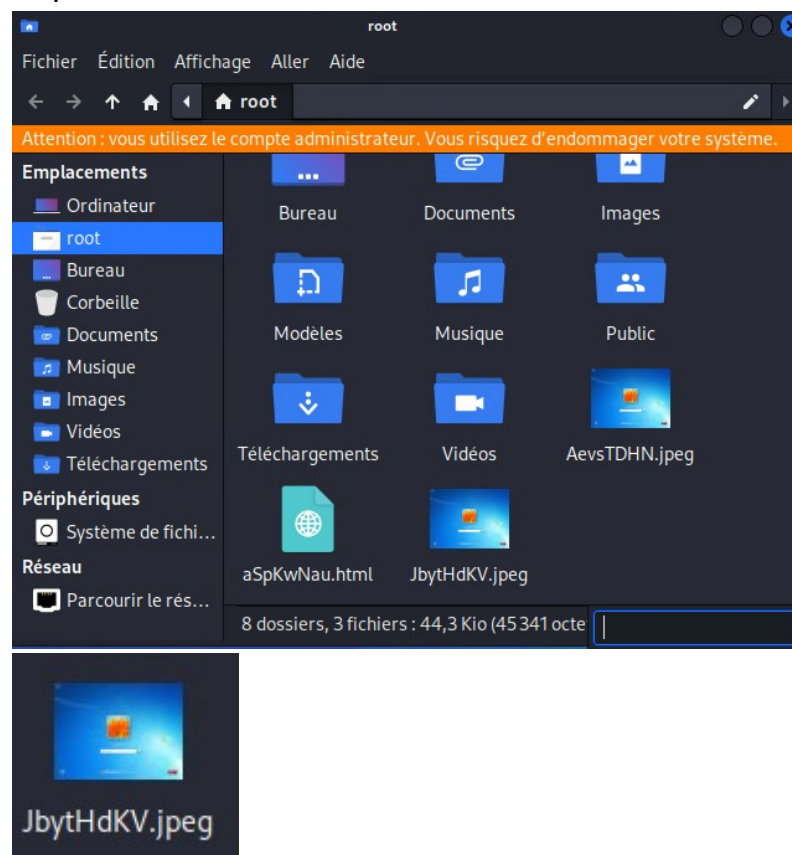 root
Fichier Édition Affichage Aller Aide
root
Attention : vous utilisez le compte administrateur. Vous risquez d'endommager votre système.
Emplacements
Ordinateur
root
Bureau
Corbeille
Documents
Musique
Images
Vidéos
Téléchargements
Périphériques
Système de fichi...
Réseau
Parcourir le rés...
Bureau Documents Images
Modèles Musique Public
Téléchargements Vidéos AevsTDHN.jpeg
aSpKwNau.html JbytHdKV.jpeg
8 dossiers, 3 fichiers : 44,3 Kio (45 341 octe
JbytHdKV.jpeg